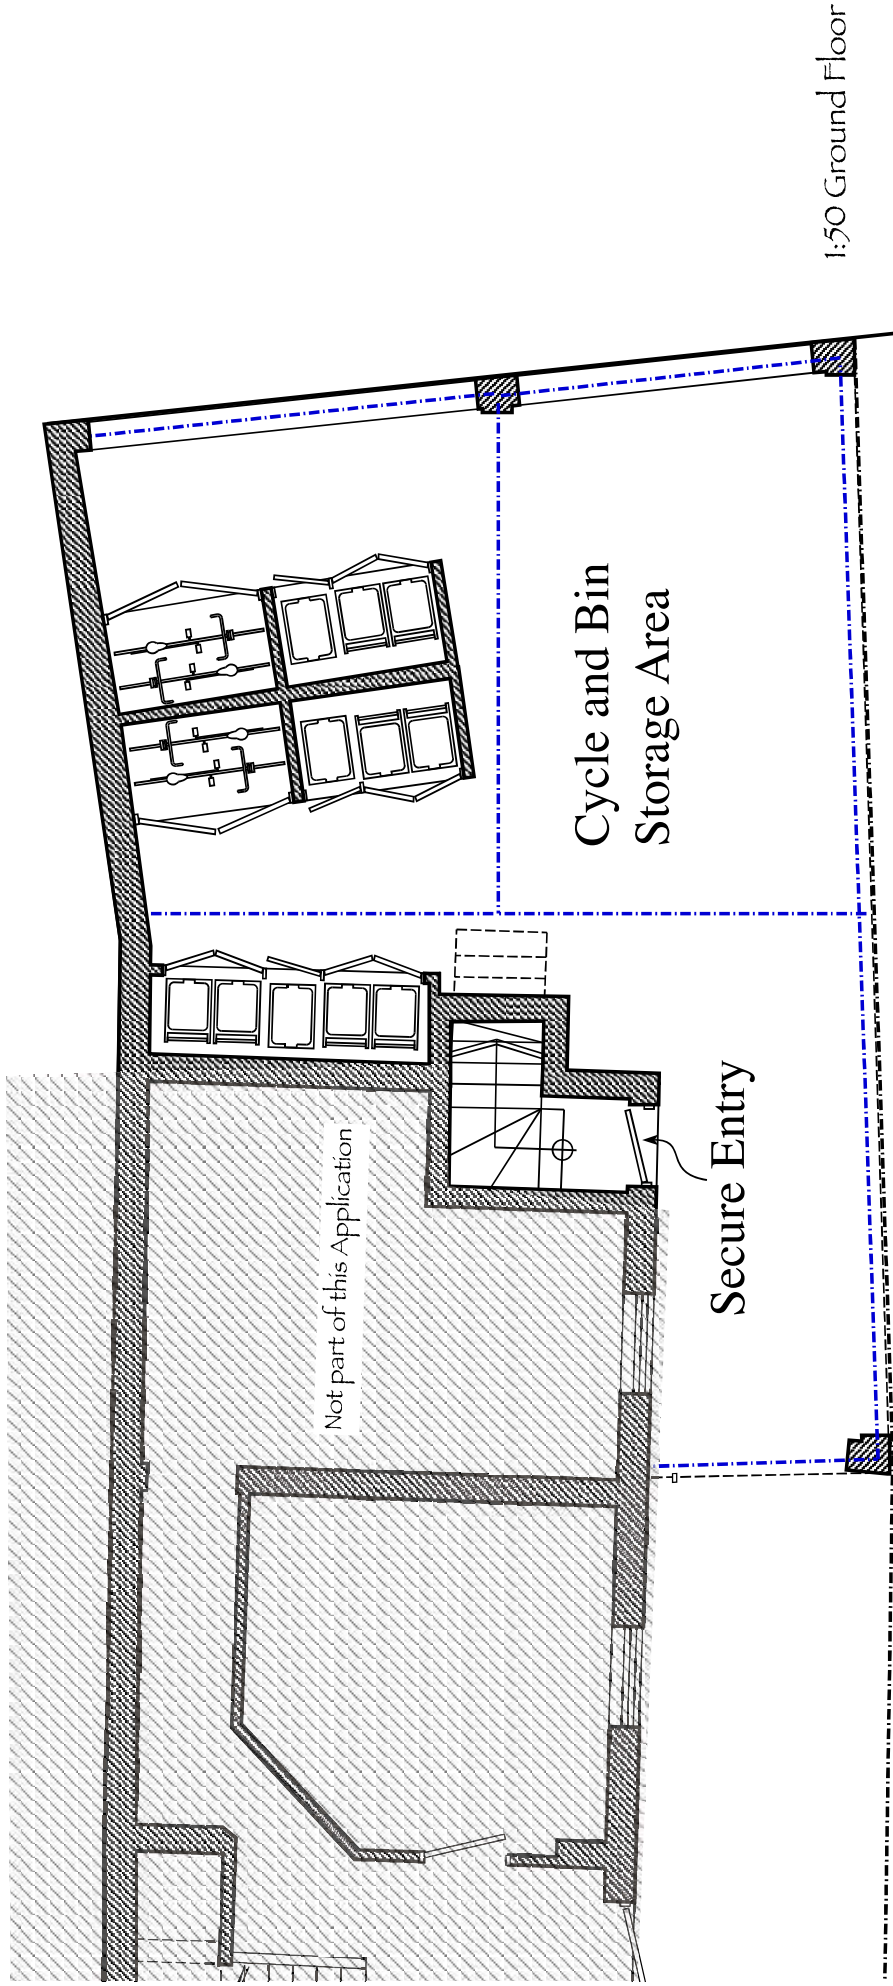 1:50 Ground Floor
Cycle and Bin
Storage Area
Secure Entry
Not part of this Application